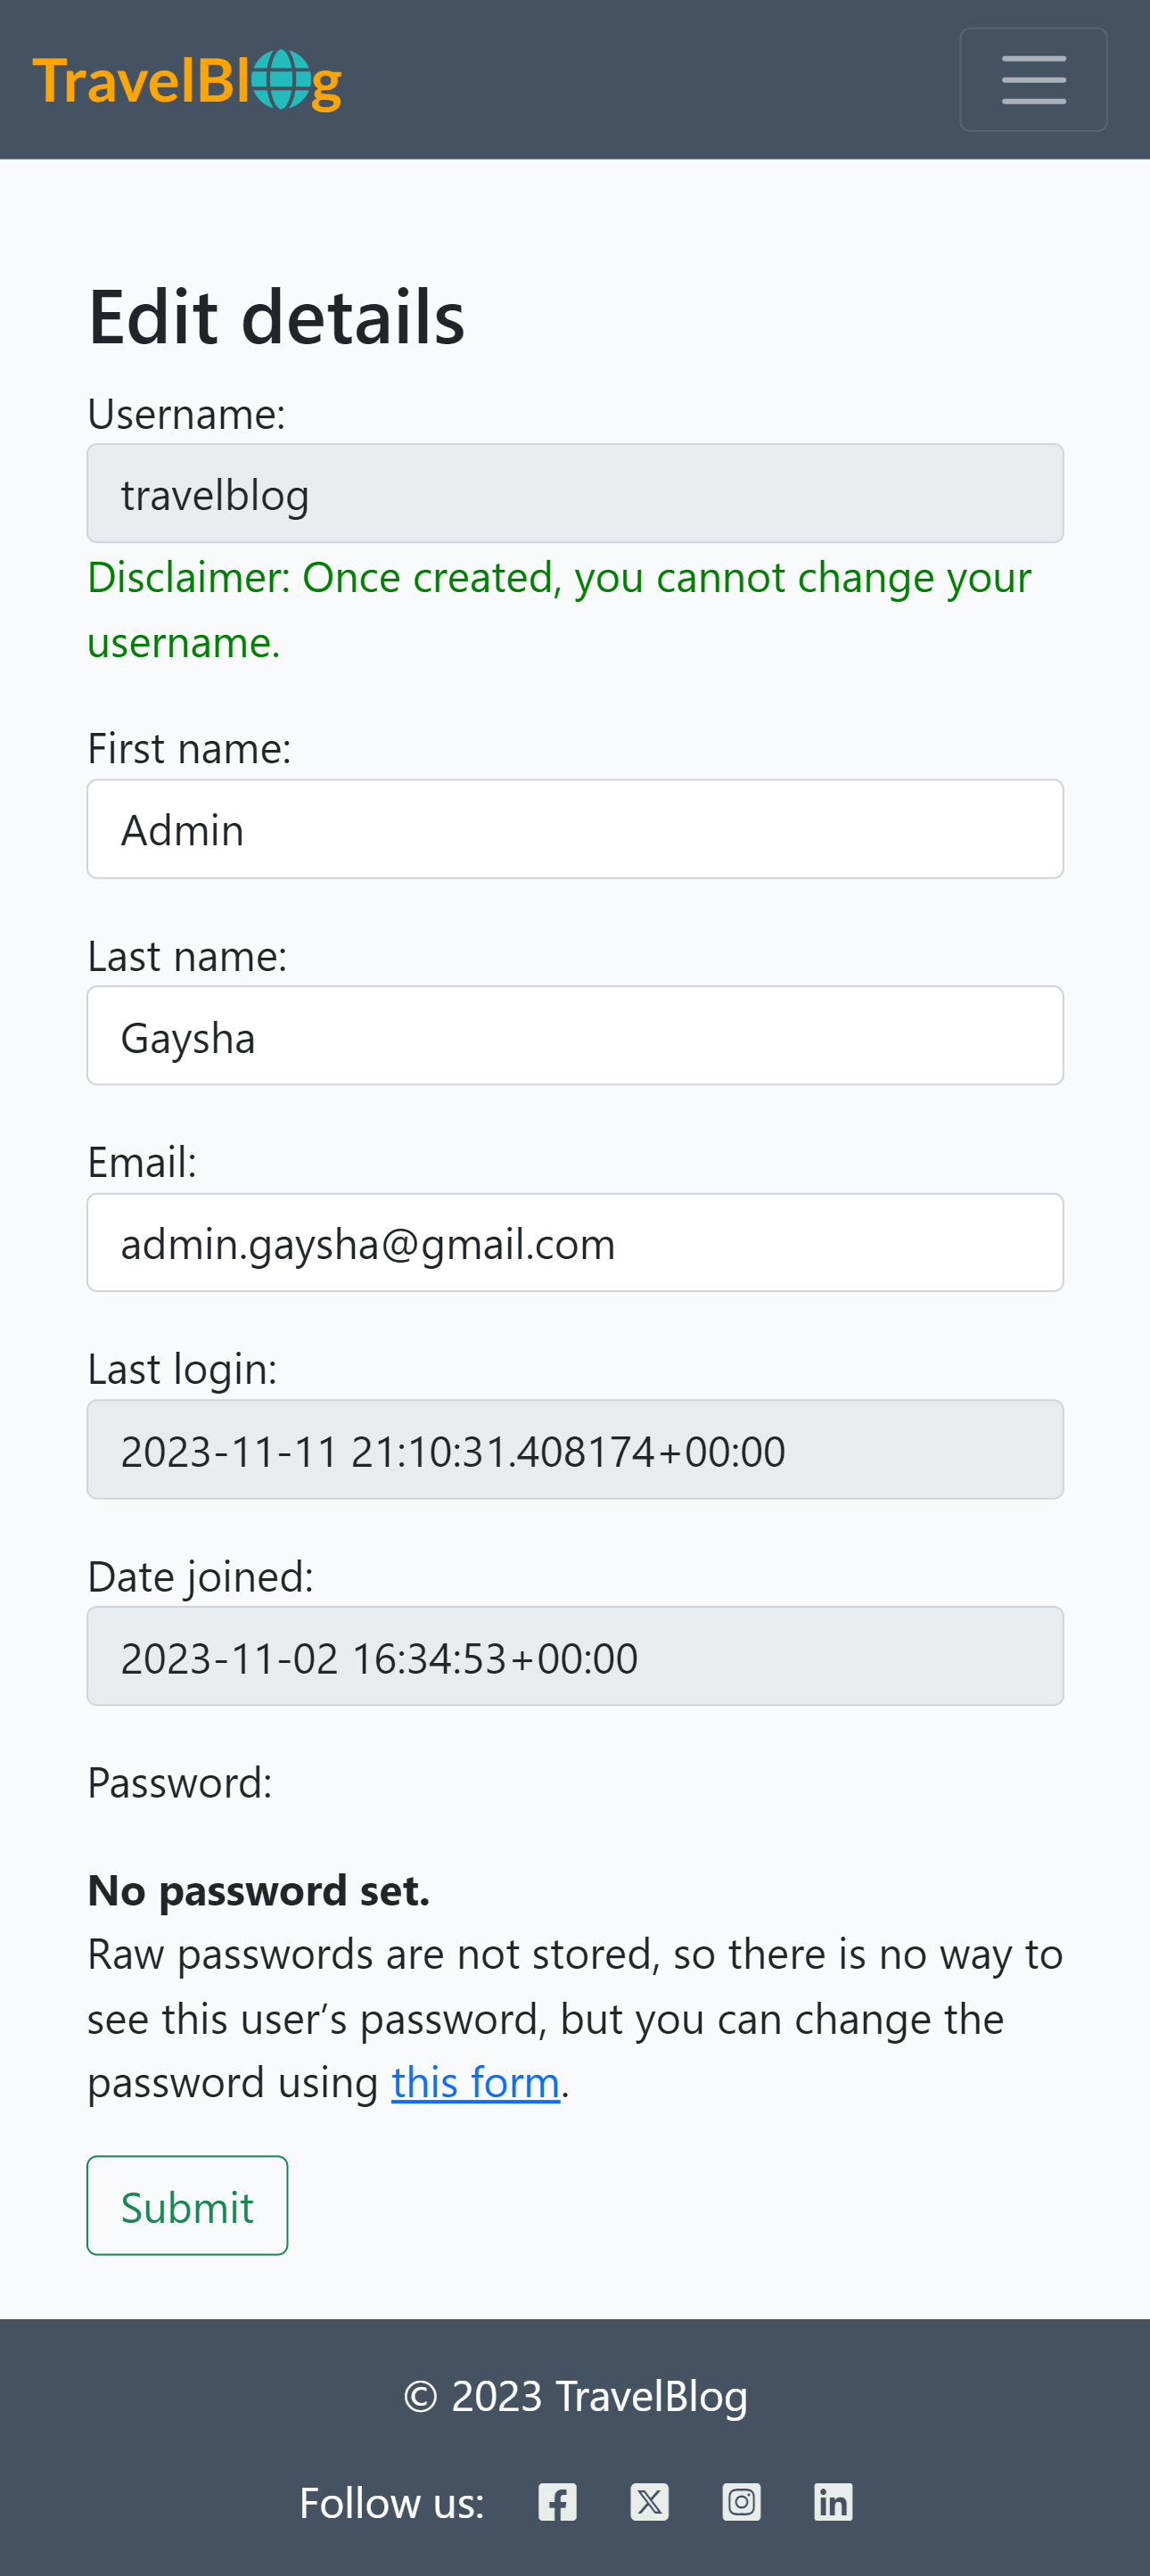 TravelBlog
Edit details
Username:
travelblog
Disclaimer: Once created, you cannot change your
username.
First name:
Admin
Last name:
Gaysha
Email:
admin.gaysha@gmail.com
Last login:
2023-11-11 21:10:31.408174+00:00
Date joined:
2023-11-02 16:34:53+00:00
Password:
No password set.
Raw passwords are not stored, so there is no way to
see this user’s password, but you can change the
password using this form.
Submit
© 2023 TravelBlog
Follow us: